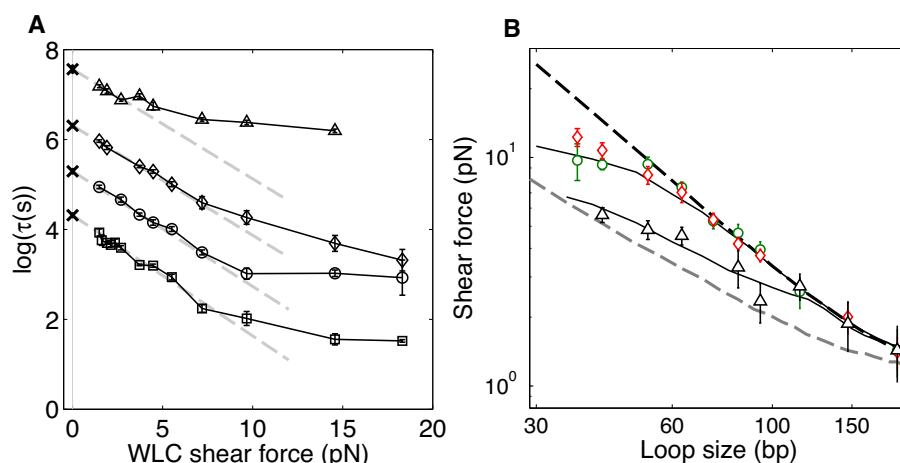 A
8
6
4
2
0
0
5
10
15
20
log(τ(s))
WLC shear force (pN)
B
10¹
10⁰
30
60
100
150
Shear force (pN)
Loop size (bp)